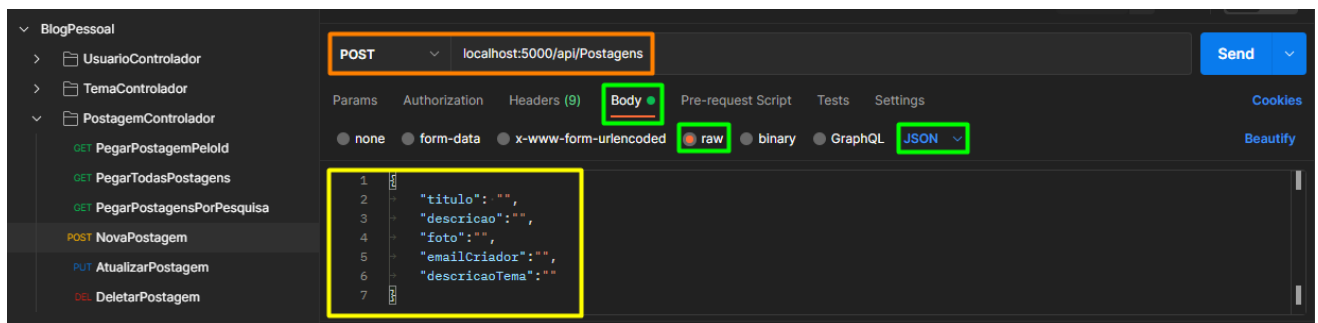 BlogPessoal
UsuarioControlador
TemaControlador
PostagemControlador
GET PegarPostagemPeloId
GET PegarTodasPostagens
GET PegarPostagensPorPesquisa
POST NovaPostagem
PUT AtualizarPostagem
DEL DeletarPostagem
POST localhost:5000/api/Postagens Send
Params Authorization Headers (9) Body Pre-request Script Tests Settings Cookies
none form-data x-www-form-urlencoded raw binary GraphQL JSON Beautify
1 {
2 "titulo": "",
3 "descricao":"",
4 "foto":"",
5 "emailCriador":"",
6 "descricaoTema":""
7 }